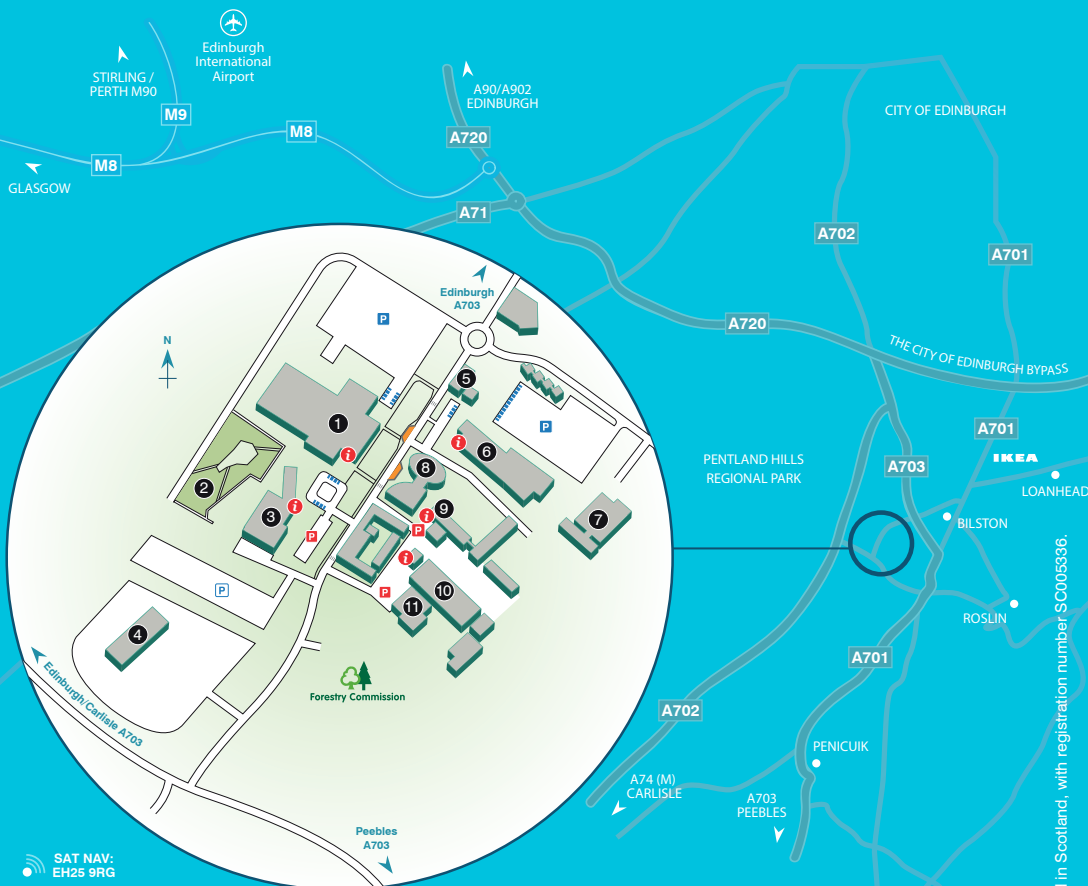 Edinburgh
International
Airport
STIRLING /
PERTH M90
A90/A902
EDINBURGH
CITY OF EDINBURGH
M9
M8
A720
M8
GLASGOW
A71
A702
A701
Edinburgh
A703
P
N
A720
THE CITY OF EDINBURGH BYPASS
5
1
i
i
6
P
A701
IKEA
LOANHEAD
PENTLAND HILLS
REGIONAL PARK
A703
8
2
3
i
9
i
P
P
7
BILSTON
i
10
P
P
11
ROSLIN
4
A701
Forestry Commission
Edinburgh/Carlisle A703
A702
PENICUIK
A74 (M)
CARLISLE
A703
PEEBLES
Peebles
A703
SAT NAV:
EH25 9RG
in Scotland, with registration number SC005336.